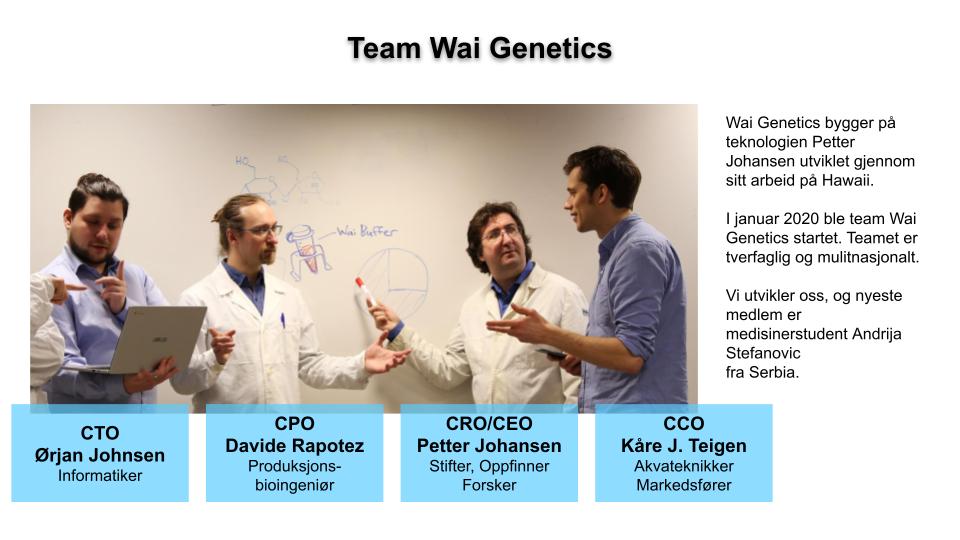 Team Wai Genetics
HO
HO
Wai Buffer
Wai Genetics bygger på
teknologien Petter
Johansen utviklet gjennom
sitt arbeid på Hawaii.
I januar 2020 ble team Wai
Genetics startet. Teamet er
tverfaglig og mulitnasjonalt.
Vi utvikler oss, og nyeste
medlem er
medisinerstudent Andrija
Stefanovic
fra Serbia.
CTO
Ørjan Johnsen
Informatiker
CPO
Davide Rapotez
Produksjons-
bioingeniør
CRO/CEO
Petter Johansen
Stifter, Oppfinner
Forsker
CCO
Kåre J. Teigen
Akvateknikker
Markedsfører